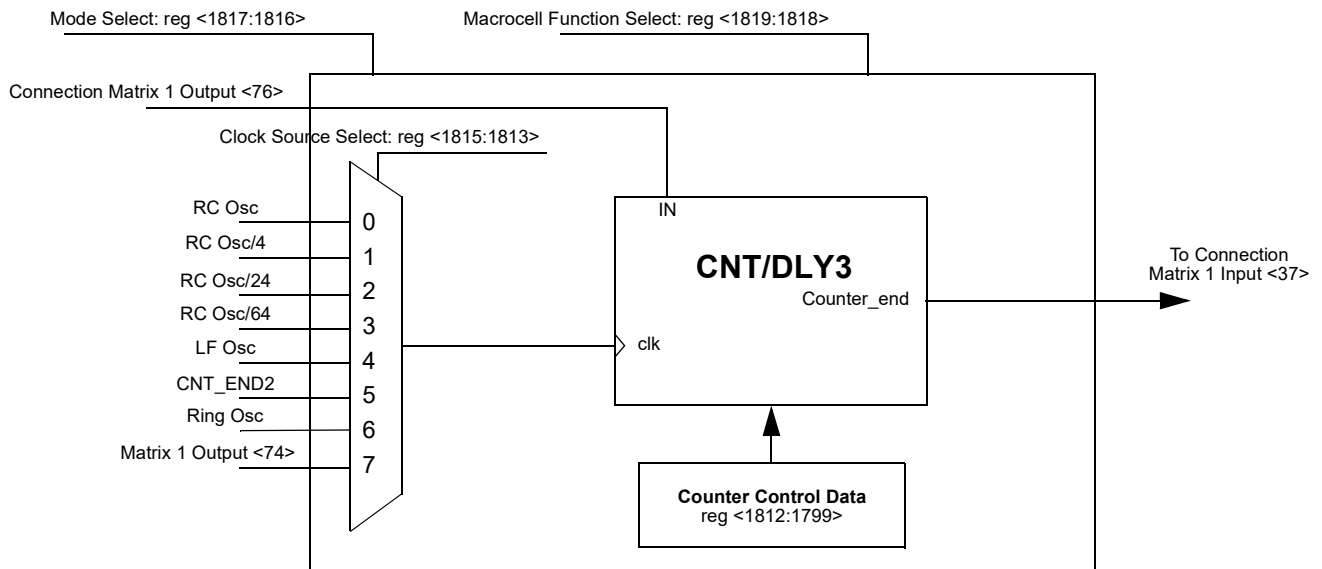 Mode Select: reg <1817:1816>
Macrocell Function Select: reg <1819:1818>
Connection Matrix 1 Output <76>
Clock Source Select: reg <1815:1813>
RC Osc
0
RC Osc/4
1
RC Osc/24
2
RC Osc/64
3
LF Osc
4
CNT_END2
5
Ring Osc
6
Matrix 1 Output <74>
7
IN
CNT/DLY3
Counter_end
clk
To Connection
Matrix 1 Input <37>
Counter Control Data
reg <1812:1799>